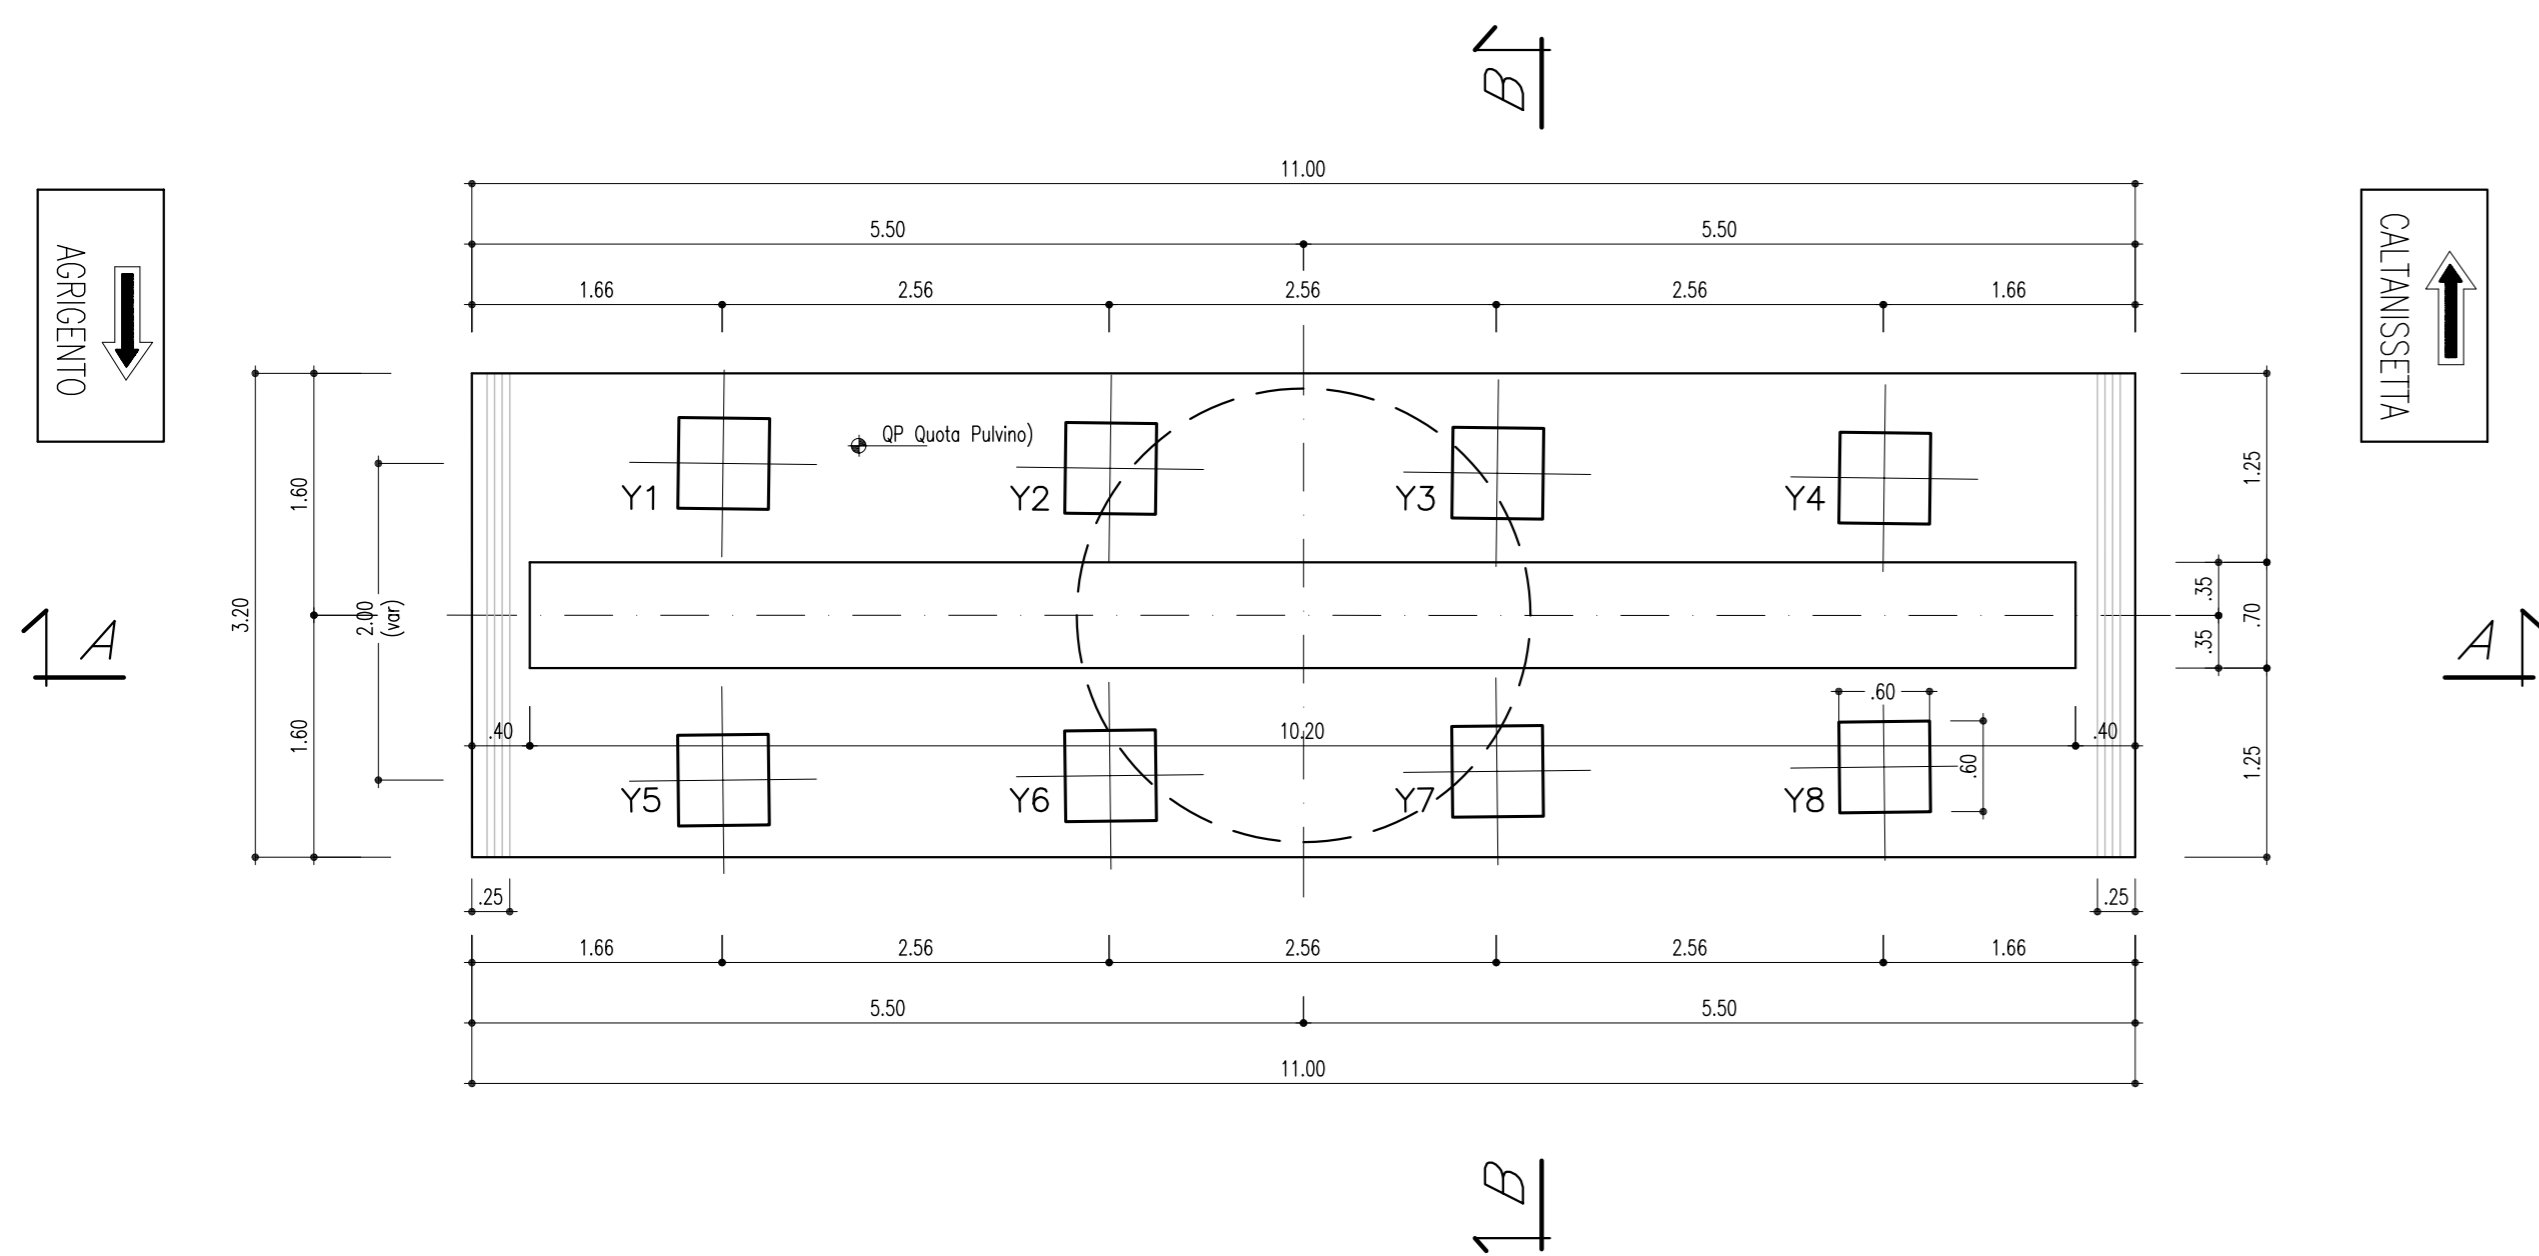 B
11.00
5.50 5.50
1.66 2.56 2.56 2.56 1.66
AGRIGENTO
CALTANISSETTA
QP Quota Pulvino)
Y1 Y2 Y3 Y4
1.60
1.25
3.20
2.00
(var)
.35
.70
.35
A
A
.60
1.60
.40 10.20 .40
.60
1.25
Y5 Y6 Y7 Y8
.25 .25
1.66 2.56 2.56 2.56 1.66
5.50 5.50
11.00
B